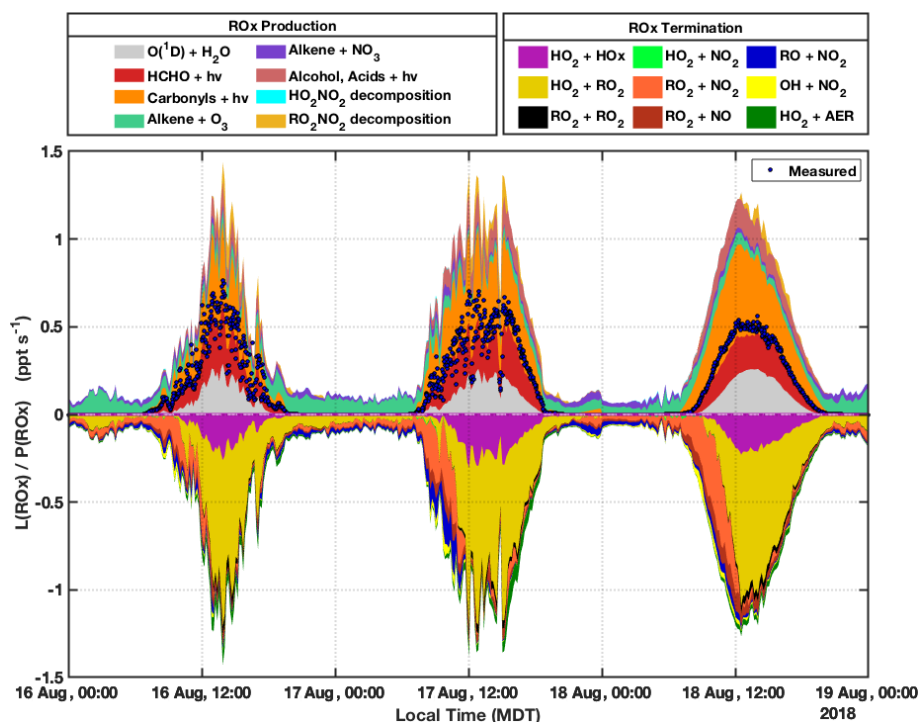 ROx Production
O(¹D) + H₂O
Alkene + NO₃
HCHO + hv
Alcohol, Acids + hv
Carbonyls + hv
HO₂NO₂ decomposition
Alkene + O₃
RO₂NO₂ decomposition
ROx Termination
HO₂ + HOx
HO₂ + NO₂
RO + NO₂
HO₂ + RO₂
RO₂ + NO₂
OH + NO₂
RO₂ + RO₂
RO₂ + NO
HO₂ + AER
Measured
L(ROx) / P(ROx) (ppt s⁻¹)
1.5
1
0.5
0
-0.5
-1
-1.5
16 Aug, 00:00
16 Aug, 12:00
17 Aug, 00:00
17 Aug, 12:00
18 Aug, 00:00
18 Aug, 12:00
19 Aug, 00:00
Local Time (MDT)
2018